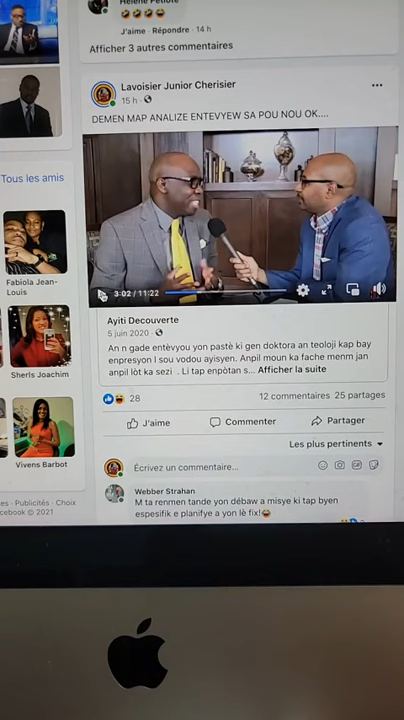 Hélène Petiote
J'aime · Répondre · 14 h
Afficher 3 autres commentaires
Lavoisier Junior Cherisier
15 h
DEMEN MAP ANALIZE ENTEVYEW SA POU NOU OK....
Tous les amis
Fabiola Jean-
Louis
3:02 / 11:22
Ayiti Decouverte
5 juin 2020
An n gade entèvyou yon pastè ki gen doktora an teoloji kap bay
enpresyon l sou vodou ayisyen. Anpil moun ka fache menm jan
anpil lòt ka sezi . Li tap enpòtan s... Afficher la suite
Sherls Joachim
28
12 commentaires 25 partages
J'aime
Commenter
Partager
Les plus pertinents
Vivens Barbot
Écrivez un commentaire...
GIF
Webber Strahan
M ta renmen tande yon débaw a misye ki tap byen
espesifik e planifye a yon lè fix!
es · Publicités · Choix
cebook © 2021